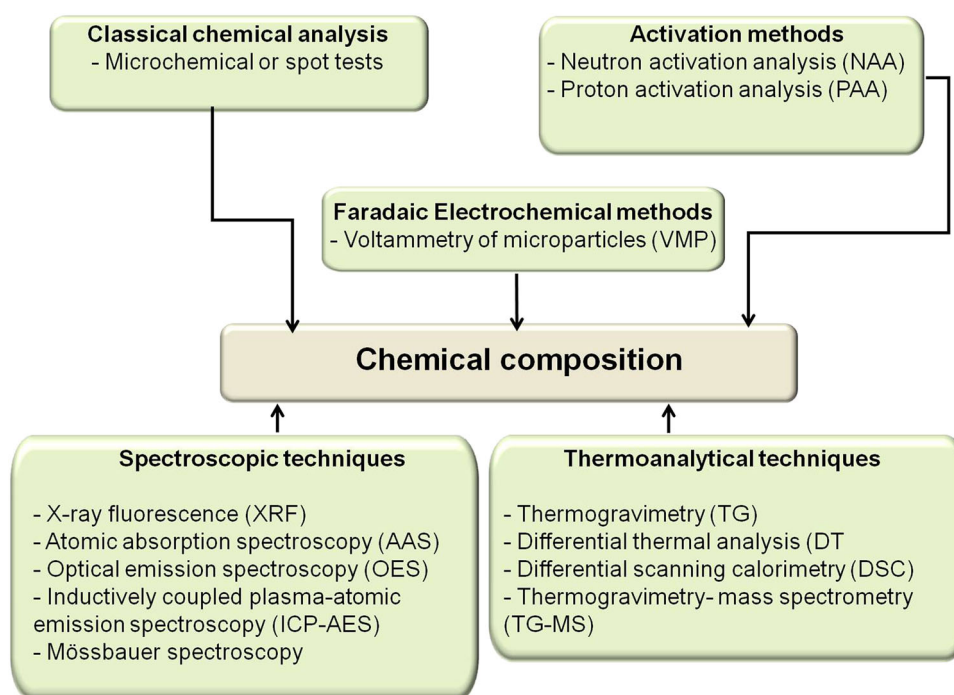 Classical chemical analysis
- Microchemical or spot tests
Activation methods
- Neutron activation analysis (NAA)
- Proton activation analysis (PAA)
Faradaic Electrochemical methods
- Voltammetry of microparticles (VMP)
Chemical composition
Spectroscopic techniques
- X-ray fluorescence (XRF)
- Atomic absorption spectroscopy (AAS)
- Optical emission spectroscopy (OES)
- Inductively coupled plasma-atomic
emission spectroscopy (ICP-AES)
- Mössbauer spectroscopy
Thermoanalytical techniques
- Thermogravimetry (TG)
- Differential thermal analysis (DT
- Differential scanning calorimetry (DSC)
- Thermogravimetry- mass spectrometry
(TG-MS)